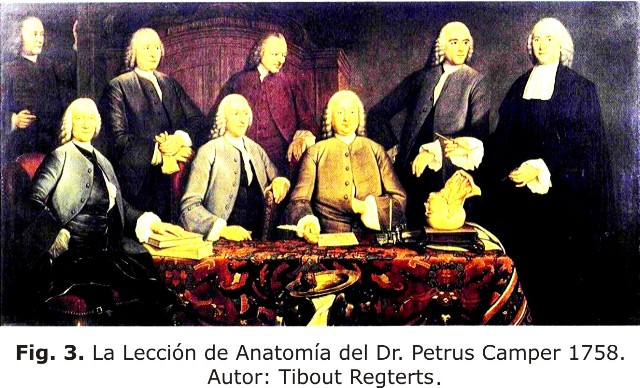 Fig. 3. La Lección de Anatomía del Dr. Petrus Camper 1758.
Autor: Tibout Regterts.